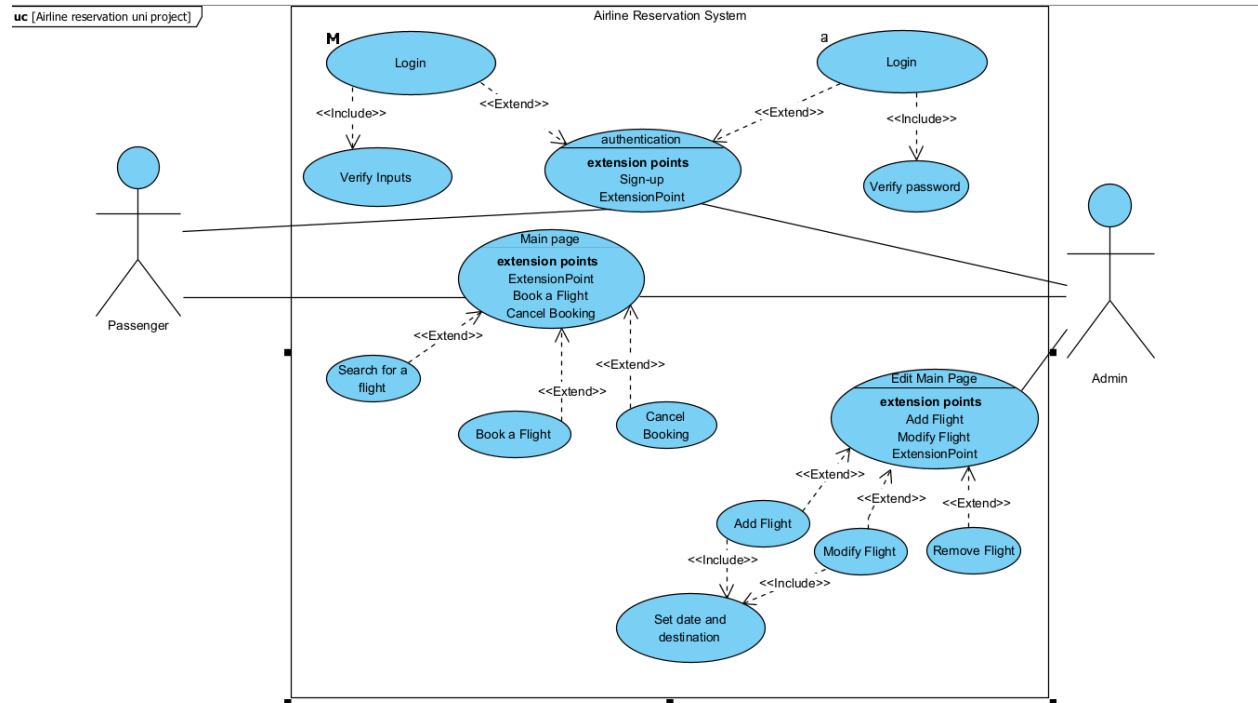 uc [Airline reservation uni project]
Airline Reservation System
M
Login
a
Login
<<Include>>
<<Extend>>
<<Extend>>
<<Include>>
authentication
extension points
Sign-up
ExtensionPoint
Verify Inputs
Verify password
Passenger
Main page
extension points
ExtensionPoint
Book a Flight
Cancel Booking
Admin
<<Extend>>
<<Extend>>
<<Extend>>
Search for a
flight
Book a Flight
Cancel
Booking
Edit Main Page
extension points
Add Flight
Modify Flight
ExtensionPoint
<<Extend>>
<<Extend>>
<<Extend>>
Add Flight
Modify Flight
Remove Flight
<<Include>>
<<Include>>
Set date and
destination